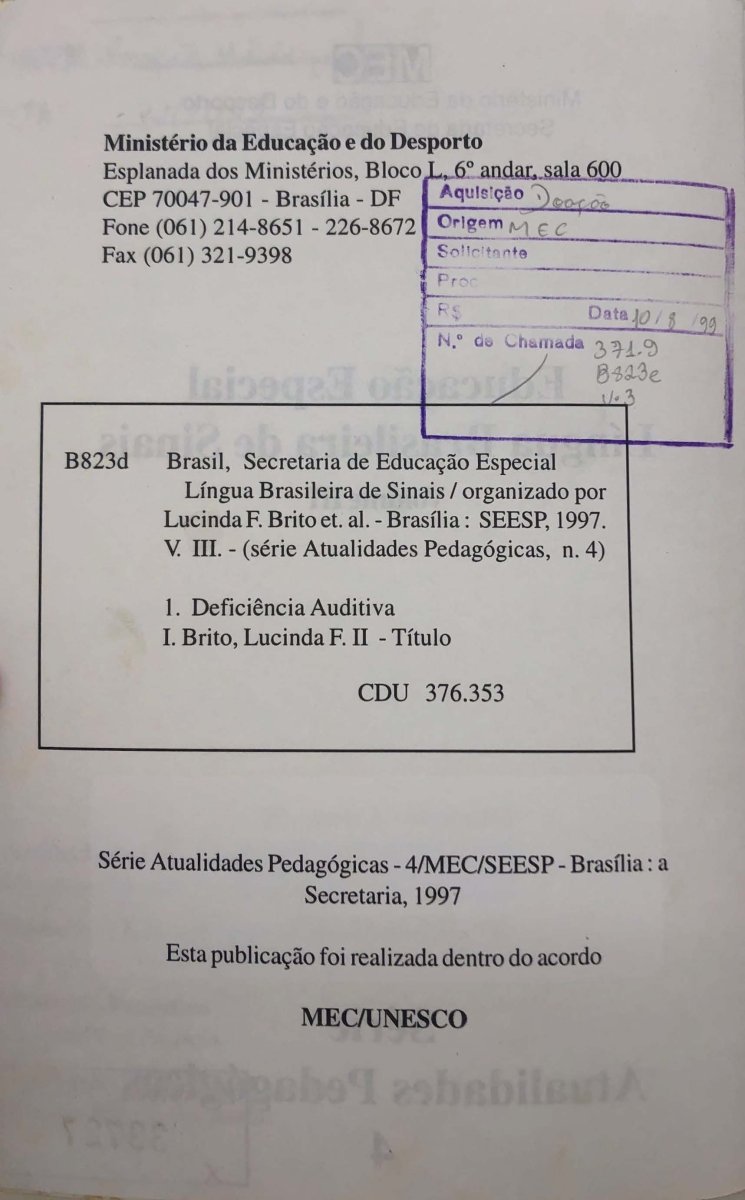 Ministério da Educação e do Desporto
Esplanada dos Ministérios, Bloco L, 6º andar, sala 600
CEP 70047-901 - Brasília - DF
Fone (061) 214-8651 - 226-8672
Fax (061) 321-9398
Aquisição Doação
Origem MEC
Solicitante
Proc
R$ Data 10/8/99
N.º de Chamada 371.9
B823e
V.3
B823d Brasil, Secretaria de Educação Especial
Língua Brasileira de Sinais / organizado por
Lucinda F. Brito et. al. - Brasília : SEESP, 1997.
V. III. - (série Atualidades Pedagógicas, n. 4)
1. Deficiência Auditiva
I. Brito, Lucinda F. II - Título
CDU 376.353
Série Atualidades Pedagógicas - 4/MEC/SEESP - Brasília : a
Secretaria, 1997
Esta publicação foi realizada dentro do acordo
MEC/UNESCO